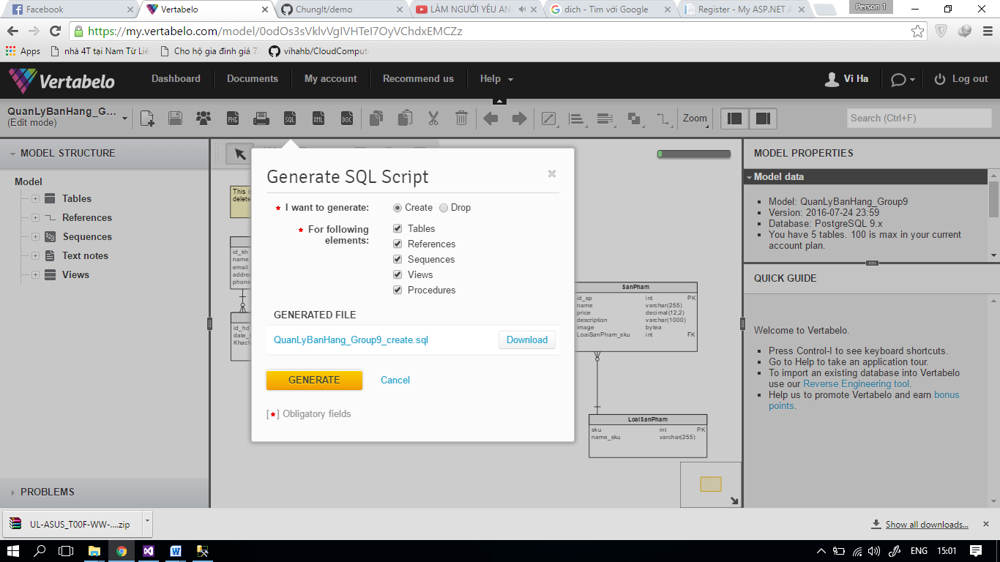 Facebook
Vertabelo
ChungIt/demo
LÀM NGƯỜI YÊU AN
dich - Tìm với Google
Register - My ASP.NET A
Person 1
https://my.vertabelo.com/model/0odOs3sVklvVgIVHTeI7OyVChdxEMCZz
Apps
nhà 4T tại Nam Từ Liê
Cho hộ gia đình giá 7.
vihahb/CloudComputi
Vertabelo
Dashboard
Documents
My account
Recommend us
Help
Vi Ha
Log out
QuanLyBanHang_G...
(Edit mode)
PNG
SQL
XML
DOC
Zoom
Search (Ctrl+F)
MODEL STRUCTURE
Model
Tables
References
123
Sequences
Text notes
Views
PROBLEMS
This is
delete
id_kh
name
email
addres
phone
id_hd
date_
Khach
Generate SQL Script
* I want to generate:
Create
Drop
* For following
elements:
Tables
References
Sequences
Views
Procedures
GENERATED FILE
QuanLyBanHang_Group9_create.sql
Download
GENERATE
Cancel
[*] Obligatory fields
SanPham
id_sp int PK
name varchar(255)
price decimal(12,2)
description varchar(1000)
image bytea
LoaiSanPham_sku int FK
LoaiSanPham
sku int PK
name_sku varchar(255)
MODEL PROPERTIES
Model data
Model: QuanLyBanHang_Group9
Version: 2016-07-24 23:59
Database: PostgreSQL 9.x
You have 5 tables. 100 is max in your current
account plan.
QUICK GUIDE
Welcome to Vertabelo.
Press Control-I to see keyboard shortcuts.
Go to Help to take an application tour.
To import an existing database into Vertabelo
use our Reverse Engineering tool.
Help us to promote Vertabelo and earn bonus
points.
UL-ASUS_T00F-WW-....zip
Show all downloads...
ENG
15:01